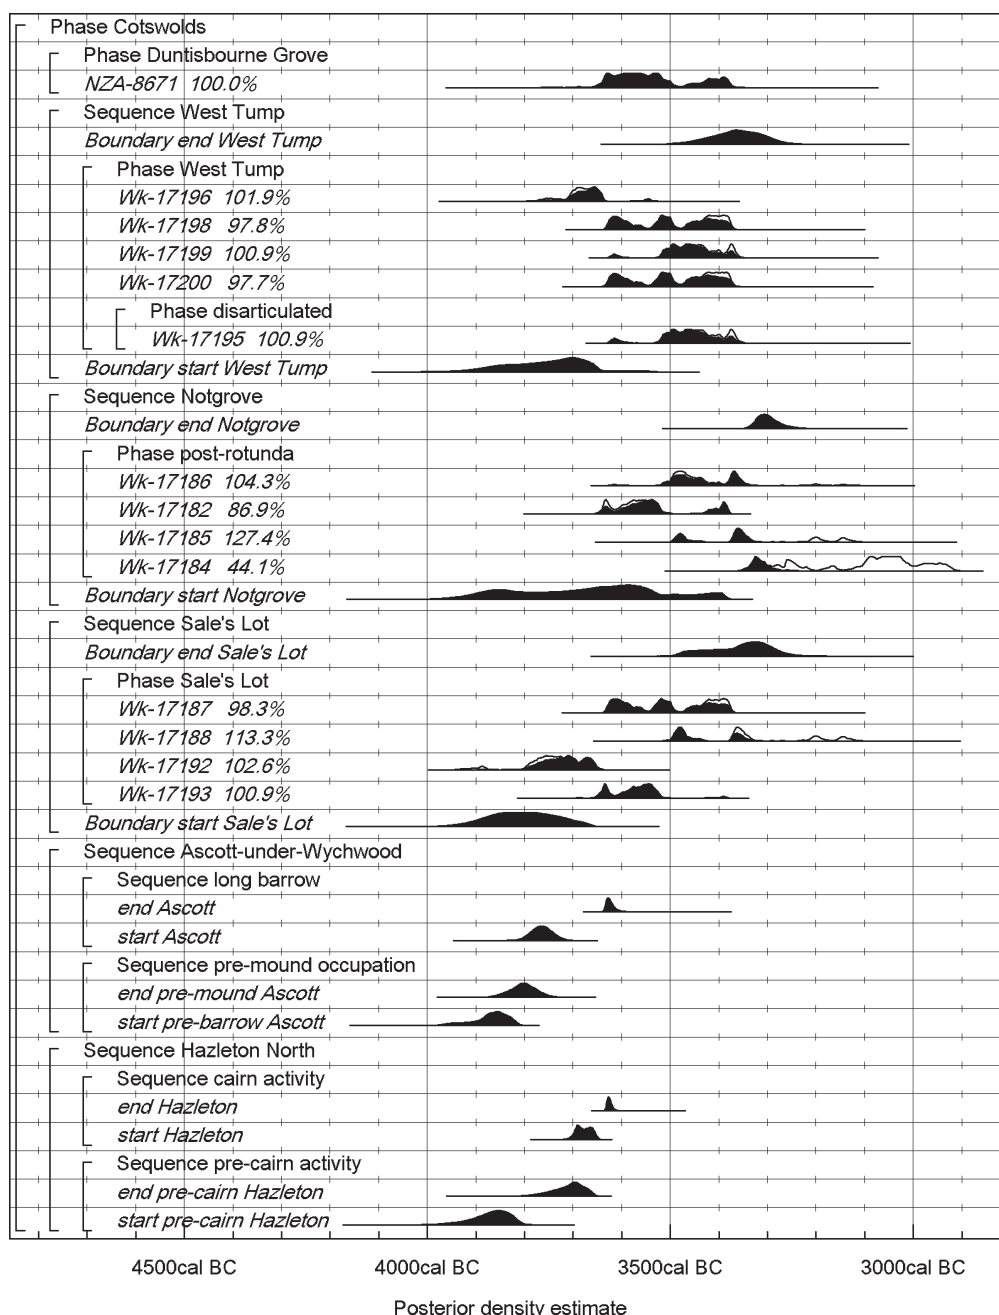 Phase Cotswolds
Phase Duntisbourne Grove
NZA-8671 100.0%
Sequence West Tump
Boundary end West Tump
Phase West Tump
Wk-17196 101.9%
Wk-17198 97.8%
Wk-17199 100.9%
Wk-17200 97.7%
Phase disarticulated
Wk-17195 100.9%
Boundary start West Tump
Sequence Notgrove
Boundary end Notgrove
Phase post-rotunda
Wk-17186 104.3%
Wk-17182 86.9%
Wk-17185 127.4%
Wk-17184 44.1%
Boundary start Notgrove
Sequence Sale's Lot
Boundary end Sale's Lot
Phase Sale's Lot
Wk-17187 98.3%
Wk-17188 113.3%
Wk-17192 102.6%
Wk-17193 100.9%
Boundary start Sale's Lot
Sequence Ascott-under-Wychwood
Sequence long barrow
end Ascott
start Ascott
Sequence pre-mound occupation
end pre-mound Ascott
start pre-barrow Ascott
Sequence Hazleton North
Sequence cairn activity
end Hazleton
start Hazleton
Sequence pre-cairn activity
end pre-cairn Hazleton
start pre-cairn Hazleton
4500cal BC 4000cal BC 3500cal BC 3000cal BC
Posterior density estimate